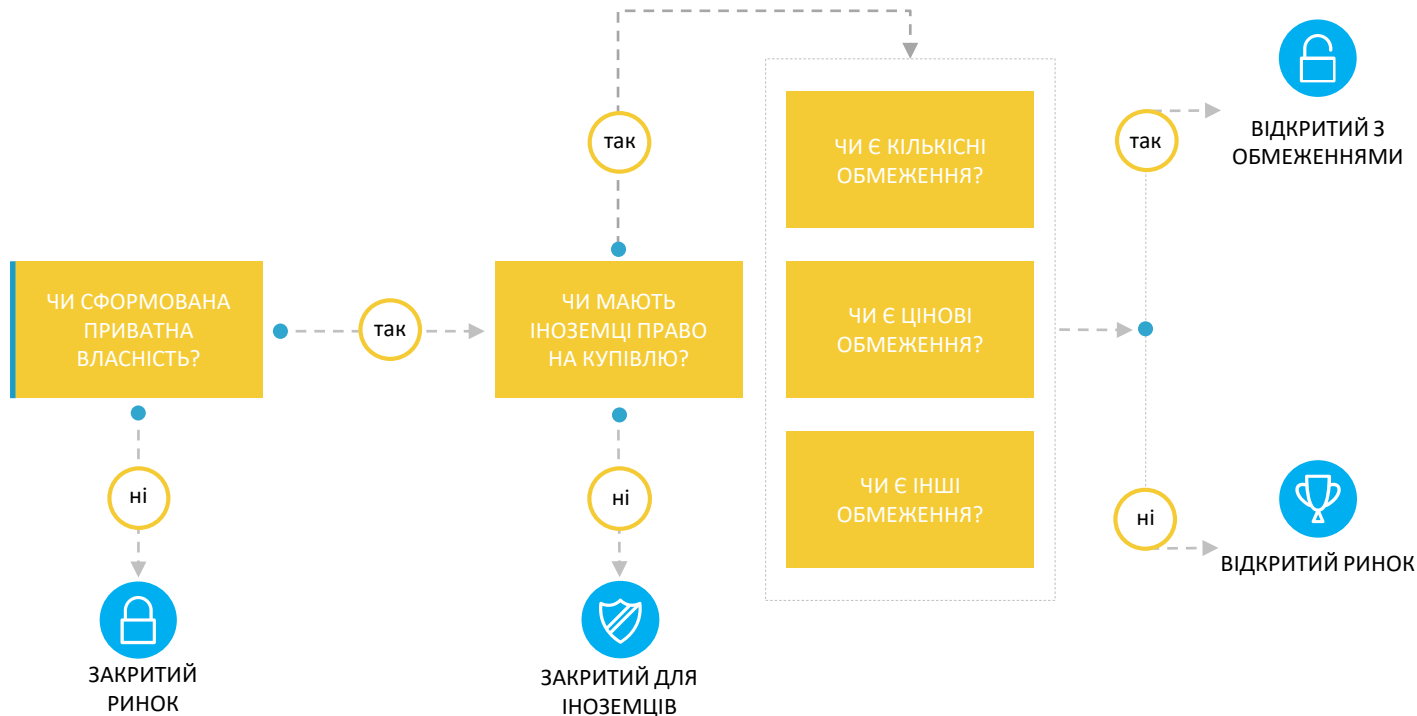 ЧИ СФОРМОВАНА
ПРИВАТНА
ВЛАСНІСТЬ?
так
ні
ЗАКРИТИЙ
РИНОК
ЧИ МАЮТЬ
ІНОЗЕМЦІ ПРАВО
НА КУПІВЛЮ?
так
ні
ЗАКРИТИЙ ДЛЯ
ІНОЗЕМЦІВ
ЧИ Є КІЛЬКІСНІ
ОБМЕЖЕННЯ?
ЧИ Є ЦІНОВІ
ОБМЕЖЕННЯ?
ЧИ Є ІНШІ
ОБМЕЖЕННЯ?
так
ВІДКРИТИЙ З
ОБМЕЖЕННЯМИ
ні
ВІДКРИТИЙ РИНОК